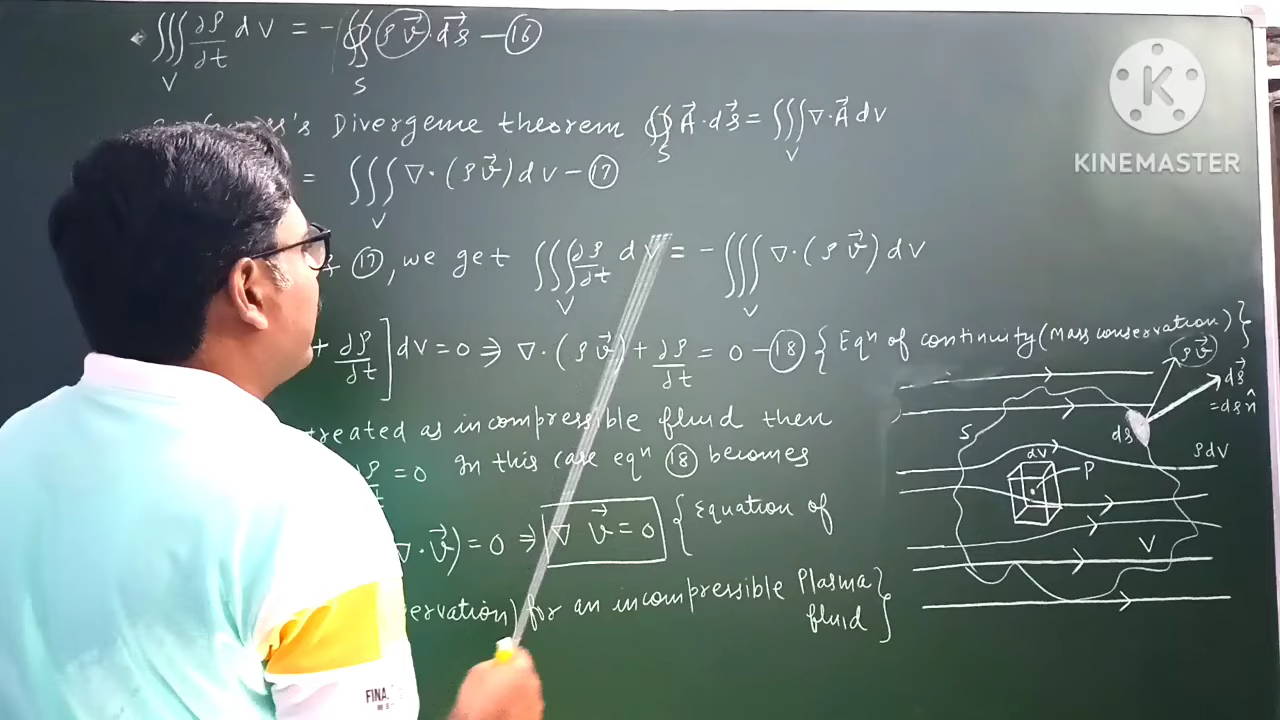 ∭_V ∂ρ/∂t dV = - ∯_S ρv⃗ · ds⃗ — (16)
's Divergence theorem ∯_S A⃗ · ds⃗ = ∭_V ∇·A⃗ dv
= ∭_V ∇·(ρv⃗) dv — (17)
(17), we get ∭_V ∂ρ/∂t dV = - ∭_V ∇·(ρv⃗) dV
+ ∂ρ/∂t] dv = 0 ⇒ ∇·(ρv⃗) + ∂ρ/∂t = 0 — (18) {Eqⁿ of continuity (Mass conservation)}
treated as incompressible fluid then
= 0 In this case eqⁿ (18) becomes
∇·v⃗) = 0 ⇒ ∇ v⃗ = 0 {Equation of
ervation) for an incompressible Plasma
fluid}
ρv⃗
ds⃗
= ds n̂
S
ds
ρdV
dv
P
V
KINEMASTER
FINA.